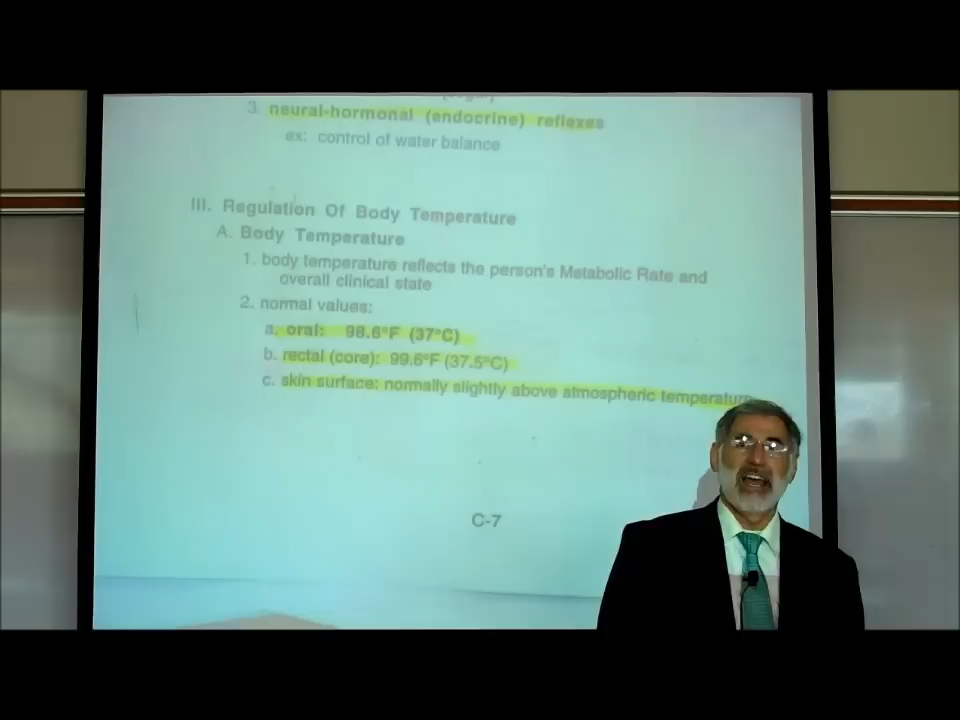 3. neural-hormonal (endocrine) reflexes
ex: control of water balance
III. Regulation Of Body Temperature
A. Body Temperature
1. body temperature reflects the person's Metabolic Rate and
overall clinical state
2. normal values:
a. oral: 98.6°F (37°C)
b. rectal (core): 99.6°F (37.5°C)
c. skin surface: normally slightly above atmospheric temperature
C-7